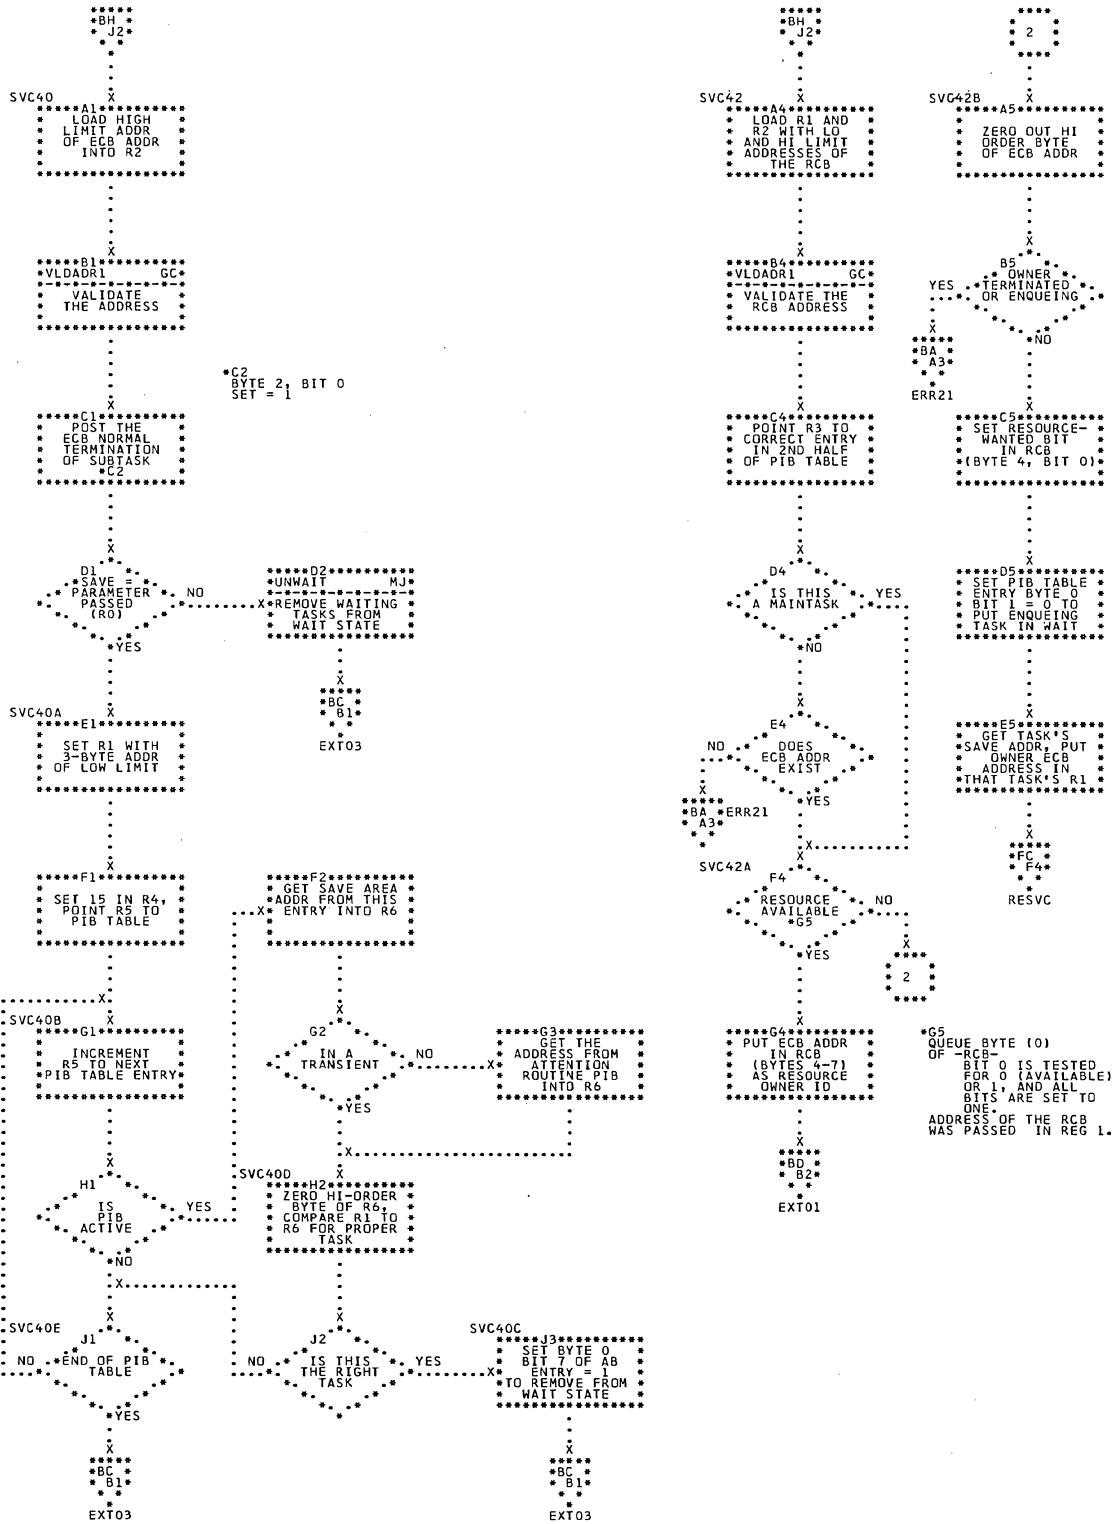 BH
J2
SVC40
A1
LOAD HIGH
LIMIT ADDR
OF ECB ADDR
INTO R2
B1
VLDADR1 GC
VALIDATE
THE ADDRESS
*C2
BYTE 2, BIT 0
SET = 1
C1
POST THE
ECB NORMAL
TERMINATION
OF SUBTASK
*C2
D1
SAVE =
PARAMETER
PASSED
(R0)
NO
YES
D2
UNWAIT MJ
REMOVE WAITING
TASKS FROM
WAIT STATE
BC
B1
EXT03
SVC40A
E1
SET R1 WITH
3-BYTE ADDR
OF LOW LIMIT
F1
SET 15 IN R4,
POINT R5 TO
PIB TABLE
F2
GET SAVE AREA
ADDR FROM THIS
ENTRY INTO R6
SVC40B
G1
INCREMENT
R5 TO NEXT
PIB TABLE ENTRY
G2
IN A
TRANSIENT
NO
YES
G3
GET THE
ADDRESS FROM
ATTENTION
ROUTINE PIB
INTO R6
H1
IS
PIB
ACTIVE
YES
NO
SVC40D
H2
ZERO HI-ORDER
BYTE OF R6,
COMPARE R1 TO
R6 FOR PROPER
TASK
SVC40E
J1
END OF PIB
TABLE
NO
YES
J2
IS THIS
THE RIGHT
TASK
NO
YES
SVC40C
J3
SET BYTE 0
BIT 7 OF AB
ENTRY = 1
TO REMOVE FROM
WAIT STATE
BC
B1
EXT03
BC
B1
EXT03
BH
J2
SVC42
A4
LOAD R1 AND
R2 WITH LO
AND HI LIMIT
ADDRESSES OF
THE RCB
B4
VLDADR1 GC
VALIDATE THE
RCB ADDRESS
C4
POINT R3 TO
CORRECT ENTRY
IN 2ND HALF
OF PIB TABLE
D4
IS THIS
A MAINTASK
YES
NO
E4
DOES
ECB ADDR
EXIST
NO
YES
BA
A3
ERR21
SVC42A
F4
RESOURCE
AVAILABLE
*G5
NO
YES
2
G4
PUT ECB ADDR
IN RCB
(BYTES 4-7)
AS RESOURCE
OWNER ID
BD
B2
EXT01
2
SVC42B
A5
ZERO OUT HI
ORDER BYTE
OF ECB ADDR
B5
OWNER
TERMINATED
OR ENQUEING
YES
NO
BA
A3
ERR21
C5
SET RESOURCE-
WANTED BIT
IN RCB
(BYTE 4, BIT 0)
D5
SET PIB TABLE
ENTRY BYTE 0
BIT 1 = 0 TO
PUT ENQUEING
TASK IN WAIT
E5
GET TASK'S
SAVE ADDR, PUT
OWNER ECB
ADDRESS IN
THAT TASK'S R1
FC
F4
RESVC
*G5
QUEUE BYTE (0)
OF -RCB-
BIT 0 IS TESTED
FOR 0 (AVAILABLE)
OR 1, AND ALL
BITS ARE SET TO
ONE.
ADDRESS OF THE RCB
WAS PASSED IN REG 1.